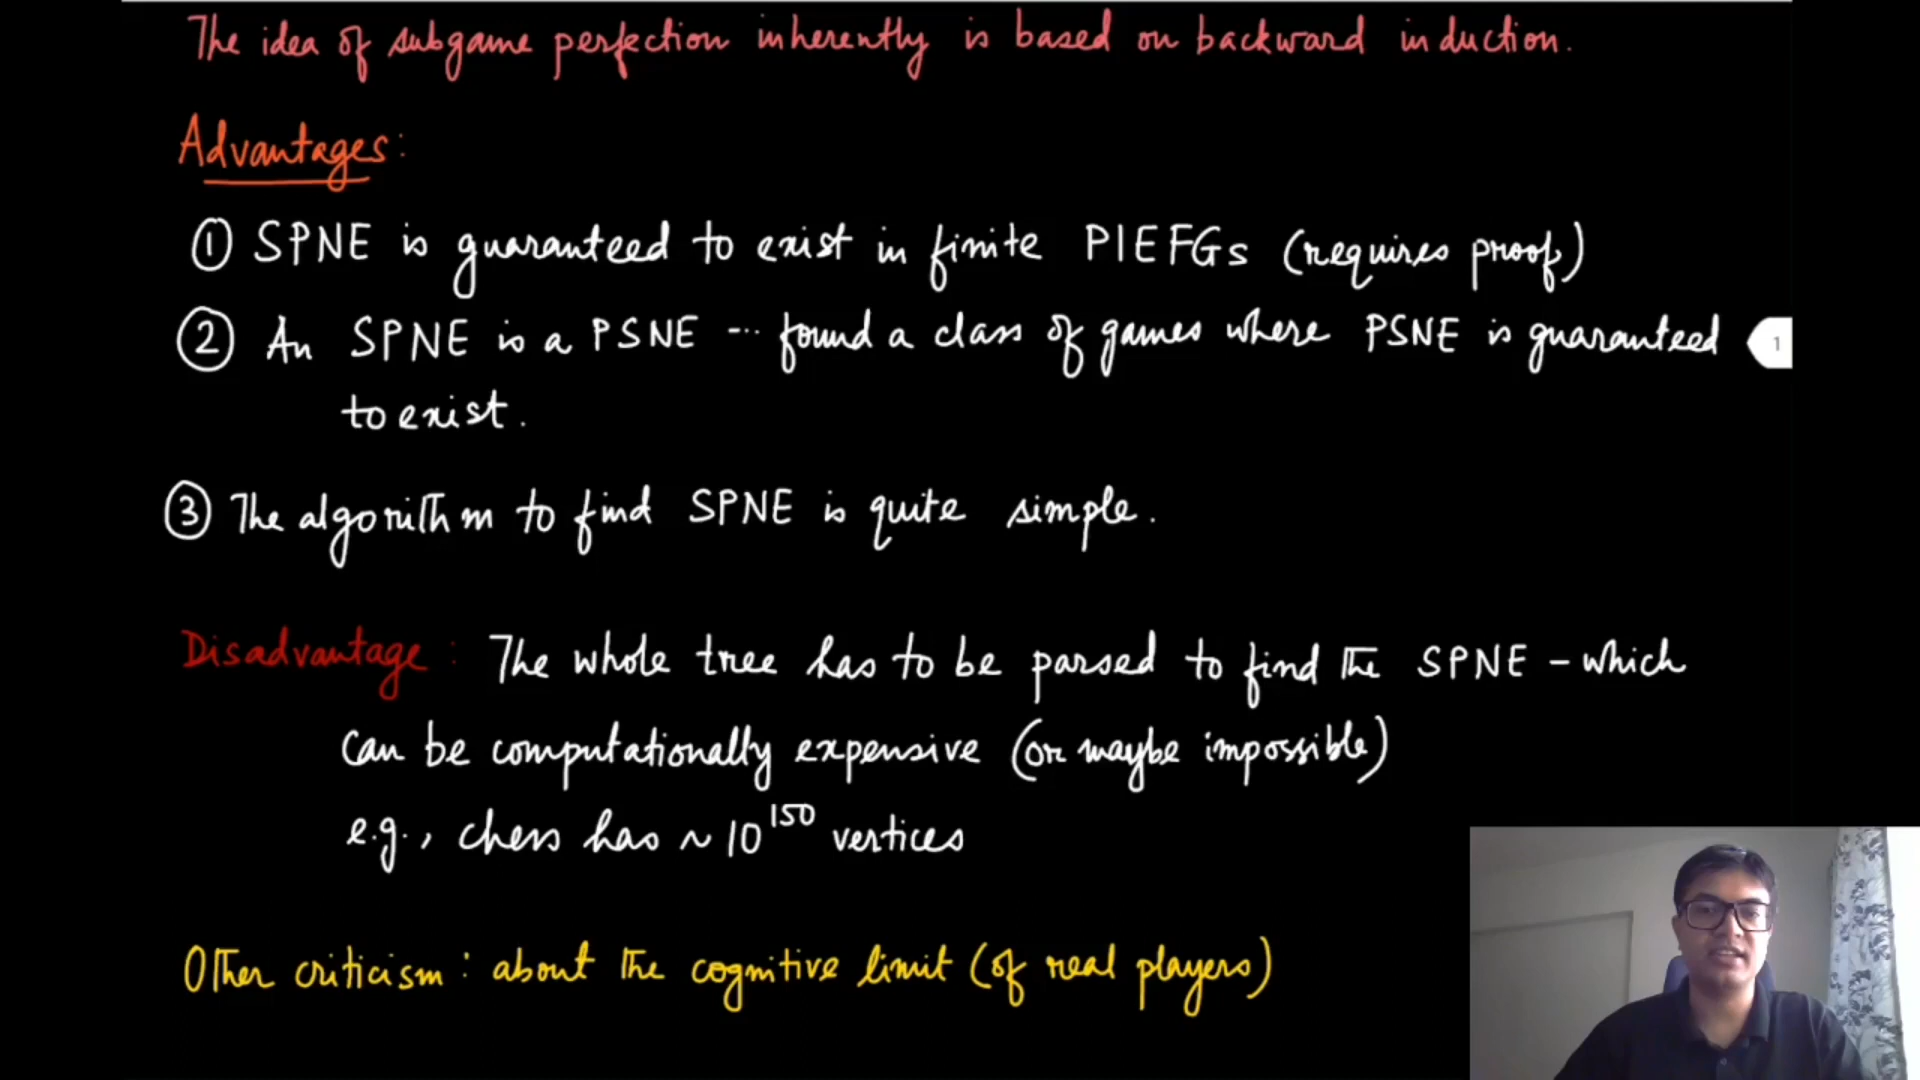 The idea of subgame perfection inherently is based on backward induction.
Advantages:
① SPNE is guaranteed to exist in finite PIEFGs (requires proof)
② An SPNE is a PSNE --·· found a class of games where PSNE is guaranteed
1
to exist.
③ The algorithm to find SPNE is quite simple.
Disadvantage: The whole tree has to be parsed to find the SPNE – which
can be computationally expensive (or maybe impossible)
e.g., chess has ~ 10^150 vertices
Other criticism: about the cognitive limit (of real players)